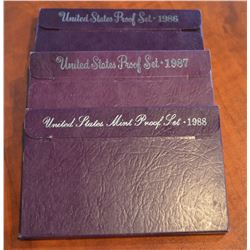 United States Proof Set - 1986
United States Proof Set - 1987
United States Mint Proof Set - 1988